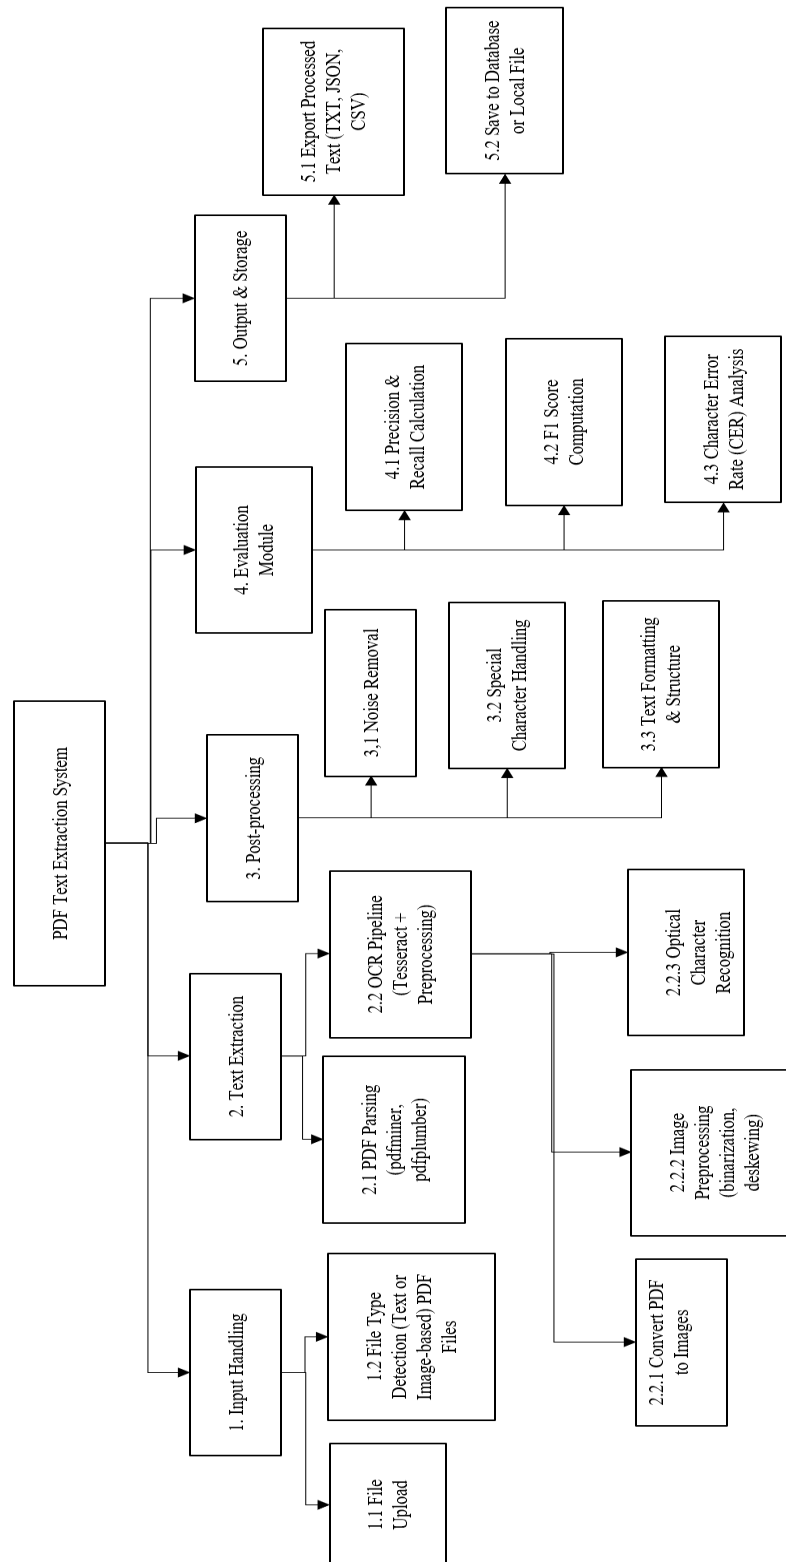 PDF Text Extraction System
1. Input Handling
1.1 File
Upload
1.2 File Type
Detection (Text or
Image-based) PDF
Files
2. Text Extraction
2.1 PDF Parsing
(pdfminer,
pdfplumber)
2.2 OCR Pipeline
(Tesseract +
Preprocessing)
2.2.1 Convert PDF
to Images
2.2.2 Image
Preprocessing
(binarization,
deskewing)
2.2.3 Optical
Character
Recognition
3. Post-processing
3,1 Noise Removal
3.2 Special
Character Handling
3.3 Text Formatting
& Structure
4. Evaluation
Module
4.1 Precision &
Recall Calculation
4.2 F1 Score
Computation
4.3 Character Error
Rate (CER) Analysis
5. Output & Storage
5.1 Export Processed
Text (TXT, JSON,
CSV)
5.2 Save to Database
or Local File